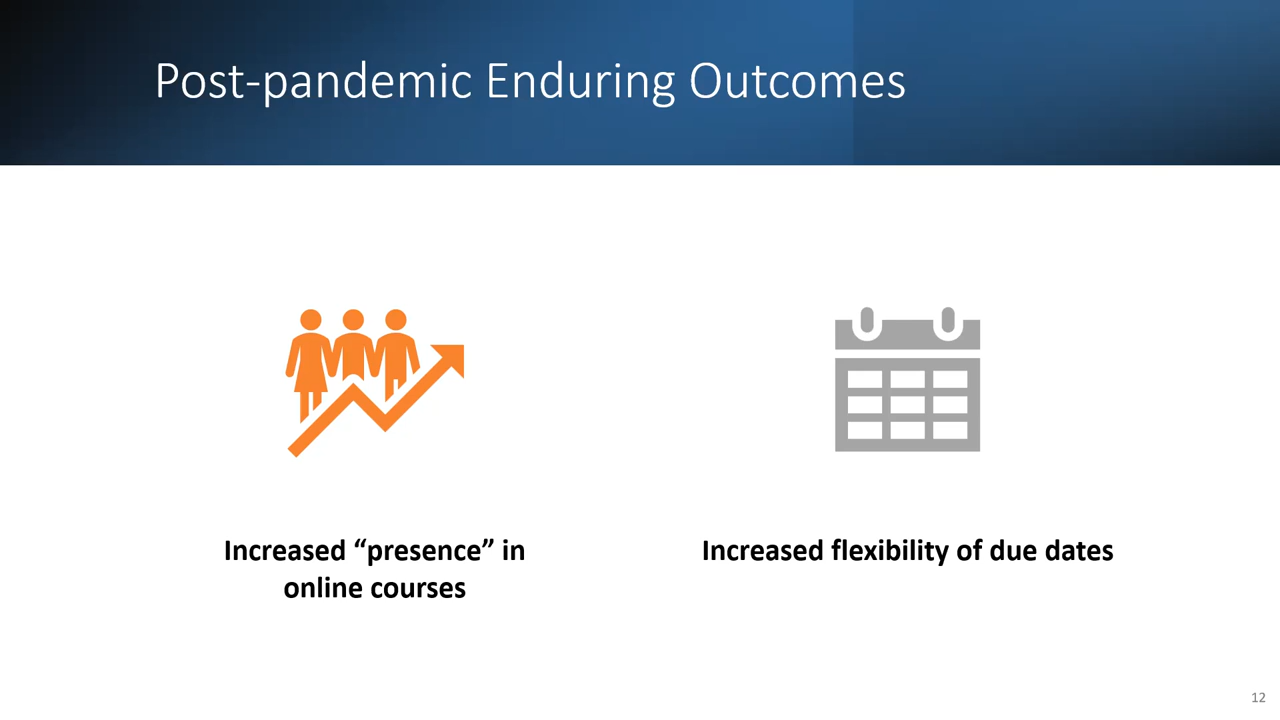 Post-pandemic Enduring Outcomes
Increased “presence” in
online courses
Increased flexibility of due dates
12